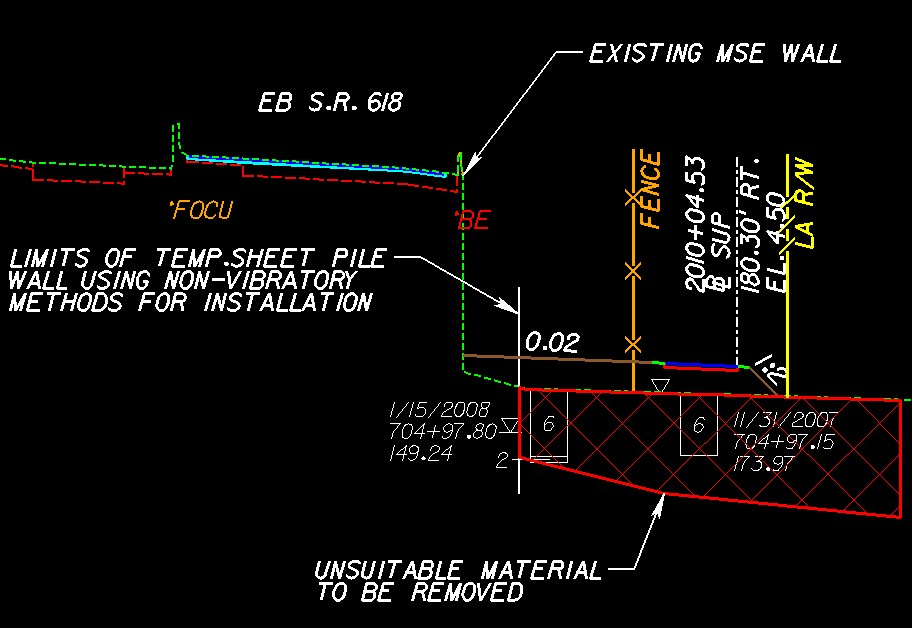 EXISTING MSE WALL
EB S.R. 618
FOCU
BE
FENCE
2010+04.53
SUP
180.30' RT.
EL. 4.50
LA R/W
LIMITS OF TEMP.SHEET PILE
WALL USING NON-VIBRATORY
METHODS FOR INSTALLATION
0.02
1/15/2008
704+97.80
149.24
2
6
6
11/31/2007
704+97.15
173.97
UNSUITABLE MATERIAL
TO BE REMOVED